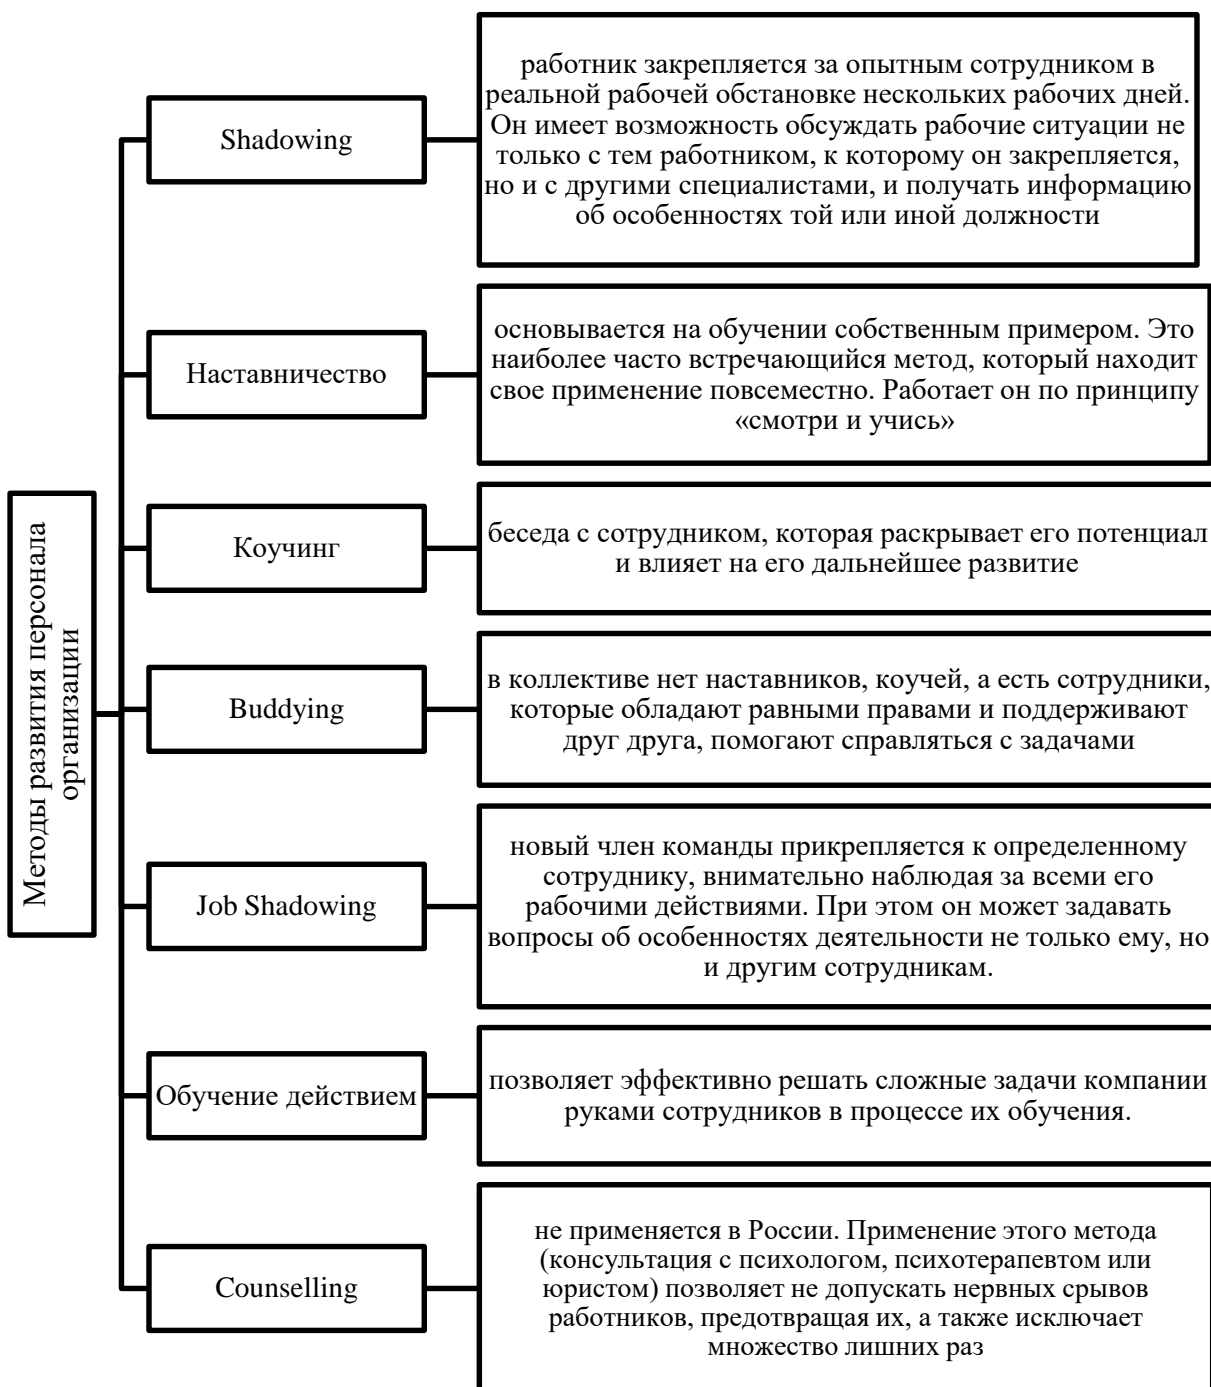 Методы развития персонала
организации
Shadowing
работник закрепляется за опытным сотрудником в
реальной рабочей обстановке нескольких рабочих дней.
Он имеет возможность обсуждать рабочие ситуации не
только с тем работником, к которому он закрепляется,
но и с другими специалистами, и получать информацию
об особенностях той или иной должности
Наставничество
основывается на обучении собственным примером. Это
наиболее часто встречающийся метод, который находит
свое применение повсеместно. Работает он по принципу
«смотри и учись»
Коучинг
беседа с сотрудником, которая раскрывает его потенциал
и влияет на его дальнейшее развитие
Buddying
в коллективе нет наставников, коучей, а есть сотрудники,
которые обладают равными правами и поддерживают
друг друга, помогают справляться с задачами
Job Shadowing
новый член команды прикрепляется к определенному
сотруднику, внимательно наблюдая за всеми его
рабочими действиями. При этом он может задавать
вопросы об особенностях деятельности не только ему, но
и другим сотрудникам.
Обучение действием
позволяет эффективно решать сложные задачи компании
руками сотрудников в процессе их обучения.
Counselling
не применяется в России. Применение этого метода
(консультация с психологом, психотерапевтом или
юристом) позволяет не допускать нервных срывов
работников, предотвращая их, а также исключает
множество лишних раз